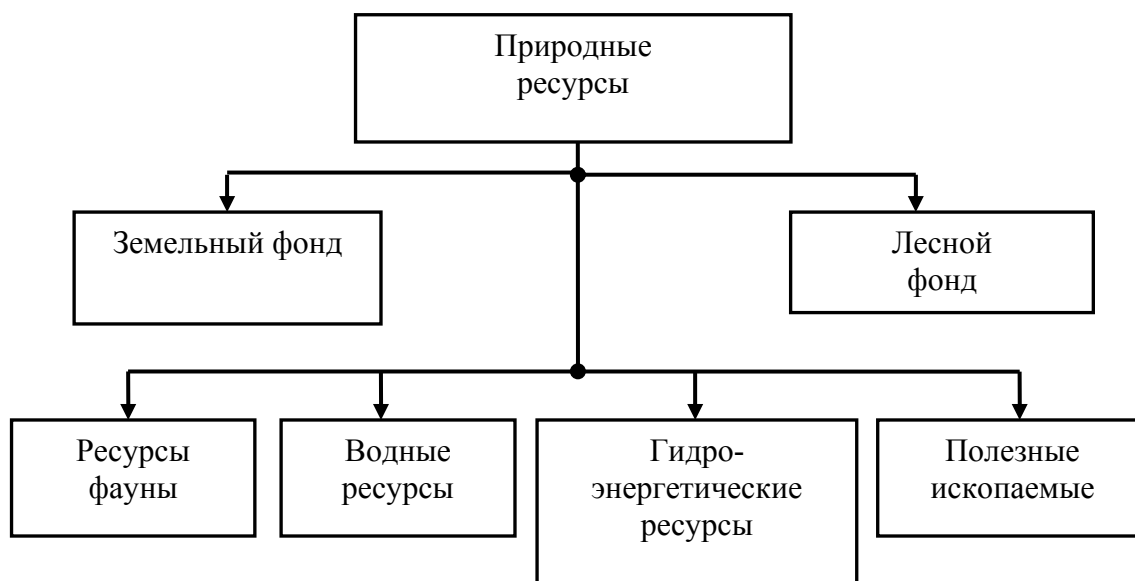 Природные
ресурсы
Земельный фонд
Лесной
фонд
Ресурсы
фауны
Водные
ресурсы
Гидро-
энергетические
ресурсы
Полезные
ископаемые